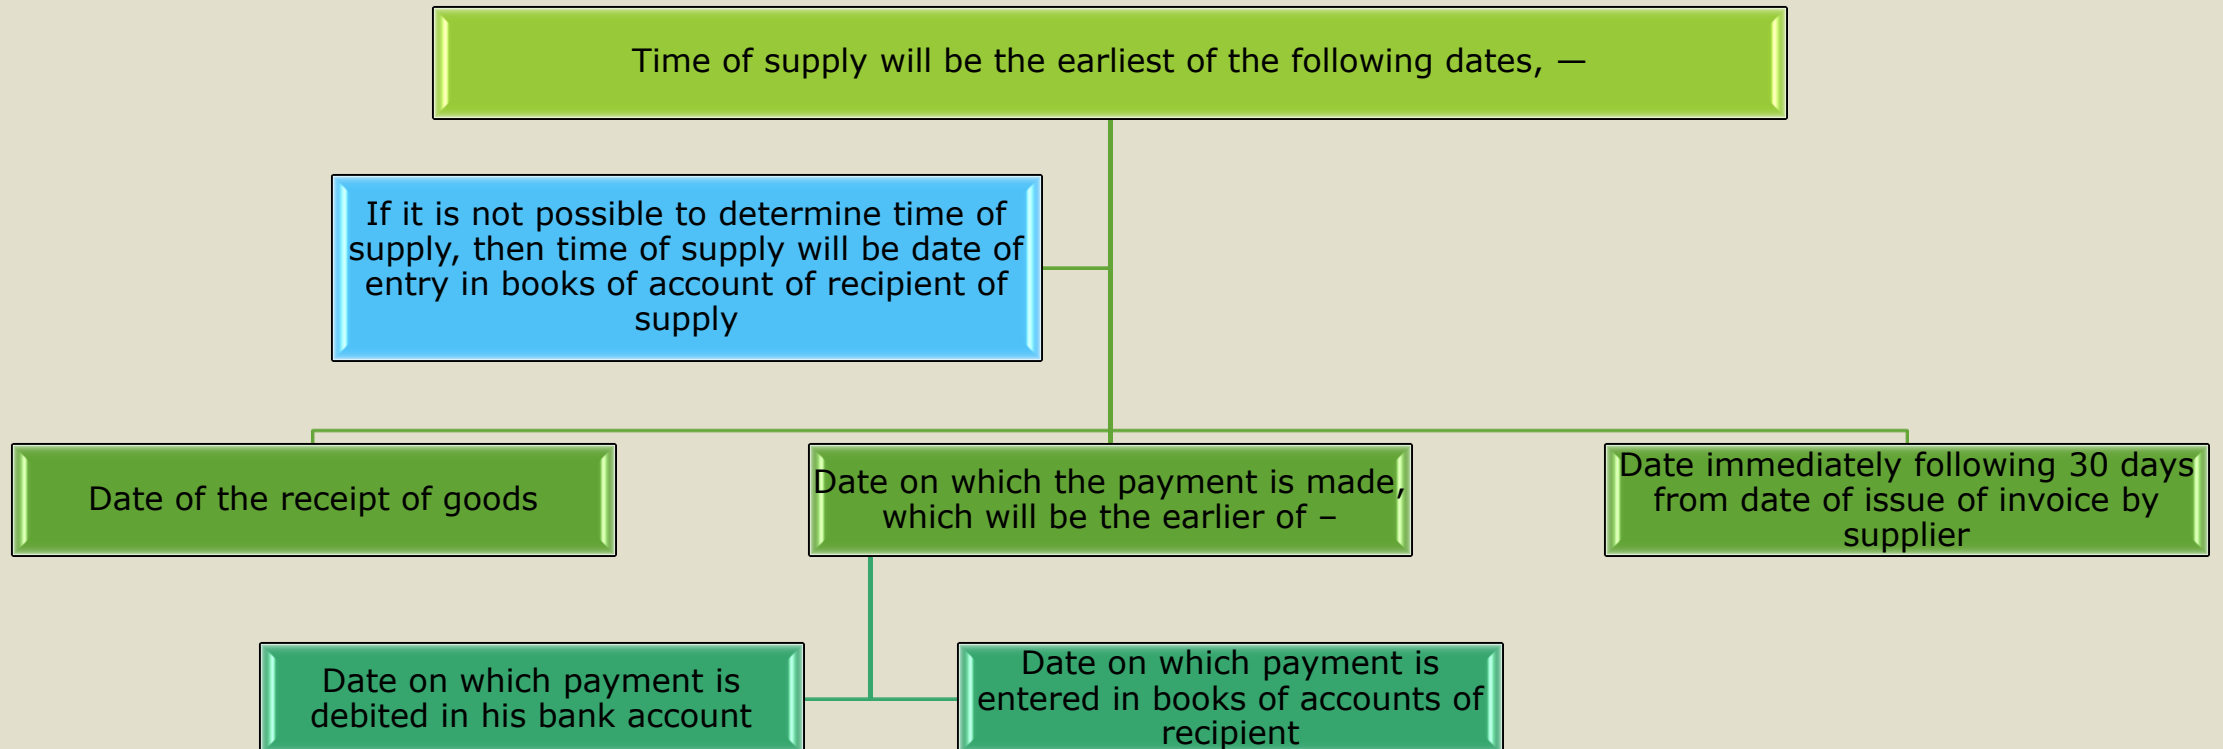 Time of supply will be the earliest of the following dates, —
If it is not possible to determine time of
supply, then time of supply will be date of
entry in books of account of recipient of
supply
Date of the receipt of goods
Date on which the payment is made,
which will be the earlier of –
Date immediately following 30 days
from date of issue of invoice by
supplier
Date on which payment is
debited in his bank account
Date on which payment is
entered in books of accounts of
recipient